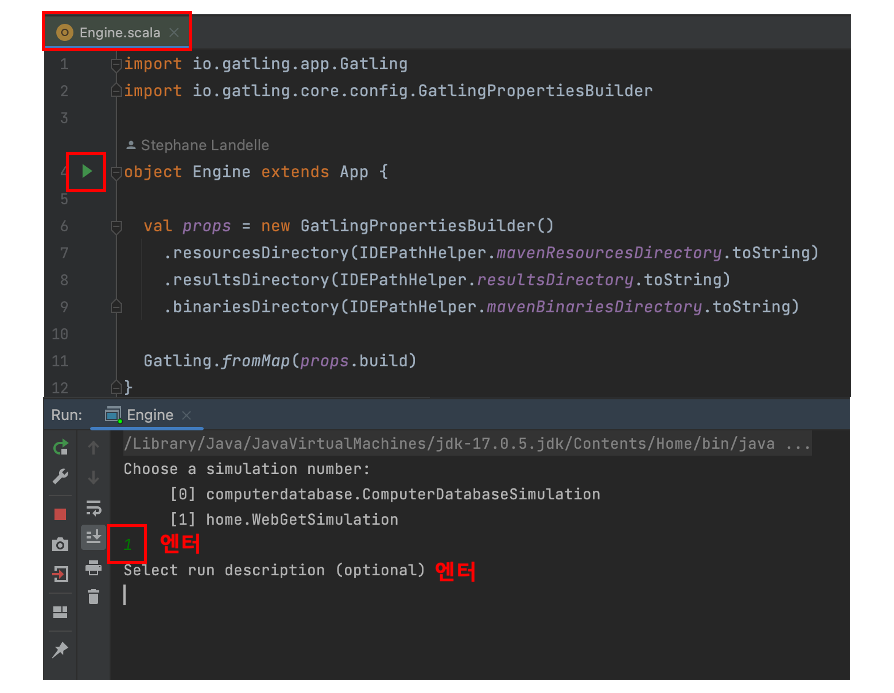 Engine.scala
1 import io.gatling.app.Gatling
2 import io.gatling.core.config.GatlingPropertiesBuilder
3
Stephane Landelle
4 object Engine extends App {
5
6 val props = new GatlingPropertiesBuilder()
7 .resourcesDirectory(IDEPathHelper.mavenResourcesDirectory.toString)
8 .resultsDirectory(IDEPathHelper.resultsDirectory.toString)
9 .binariesDirectory(IDEPathHelper.mavenBinariesDirectory.toString)
10
11 Gatling.fromMap(props.build)
12 }
Run: Engine
/Library/Java/JavaVirtualMachines/jdk-17.0.5.jdk/Contents/Home/bin/java ...
Choose a simulation number:
[0] computerdatabase.ComputerDatabaseSimulation
[1] home.WebGetSimulation
1 엔터
Select run description (optional) 엔터